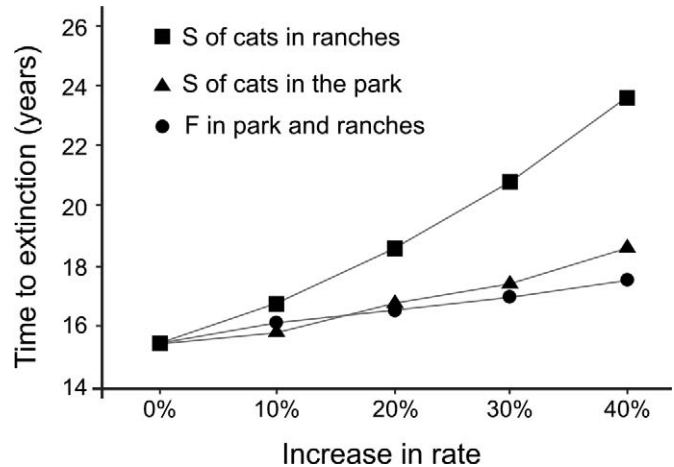 26
24
22
20
18
16
14
Time to extinction (years)
S of cats in ranches
S of cats in the park
F in park and ranches
0% 10% 20% 30% 40%
Increase in rate